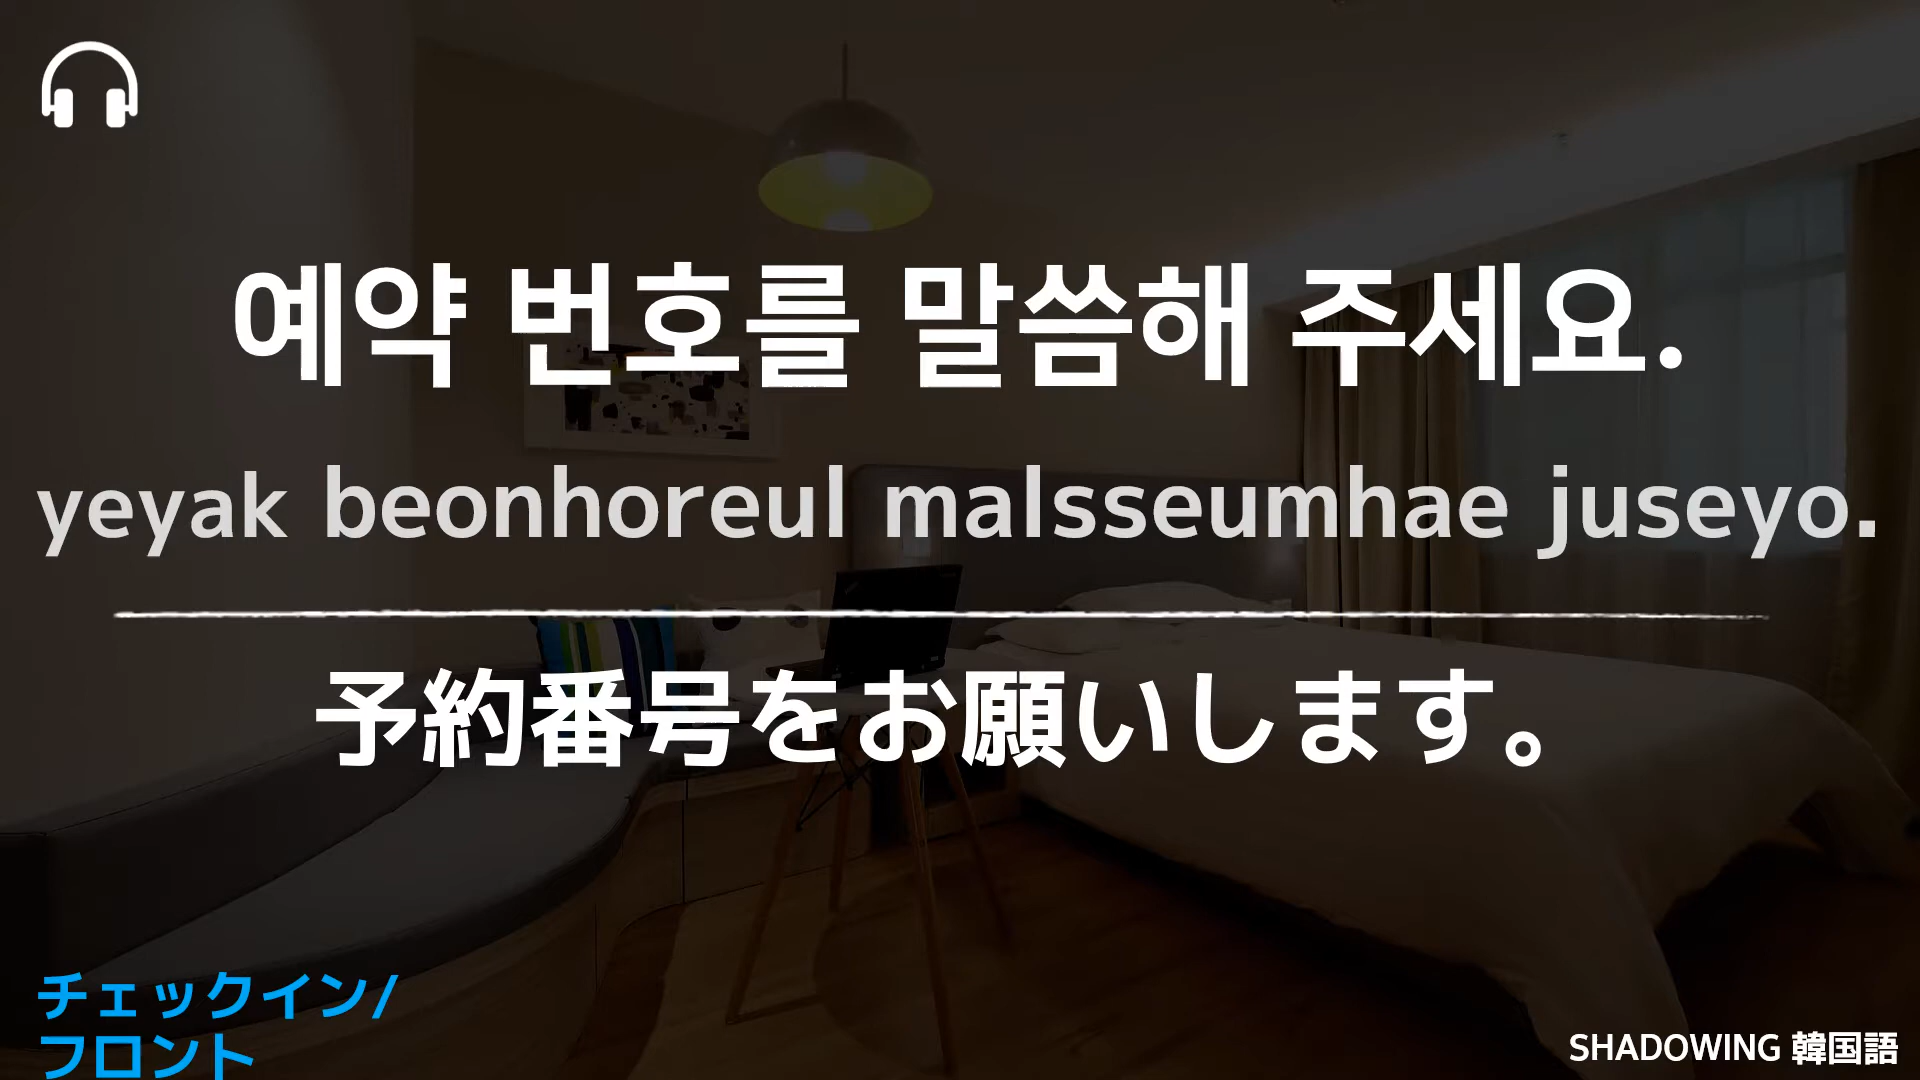 예약 번호를 말씀해 주세요.
yeyak beonhoreul malsseumhae juseyo.
予約番号をお願いします。
チェックイン/
フロント
SHADOWING 韓国語